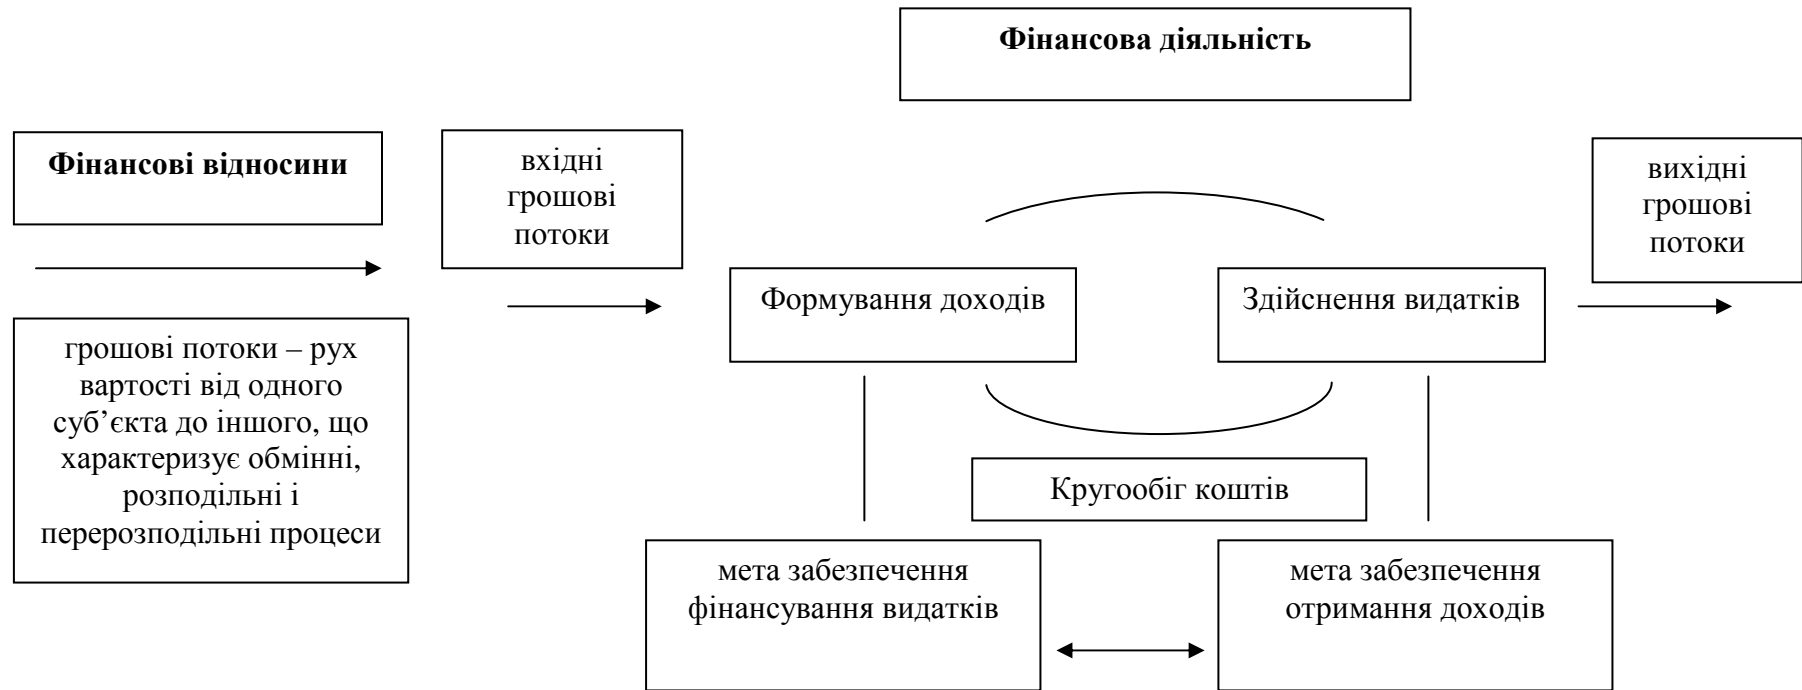 Фінансова діяльність
Фінансові відносини
вхідні
грошові
потоки
вихідні
грошові
потоки
Формування доходів
Здійснення видатків
грошові потоки – рух
вартості від одного
суб’єкта до іншого, що
характеризує обмінні,
розподільні і
перерозподільні процеси
Кругообіг коштів
мета забезпечення
фінансування видатків
мета забезпечення
отримання доходів